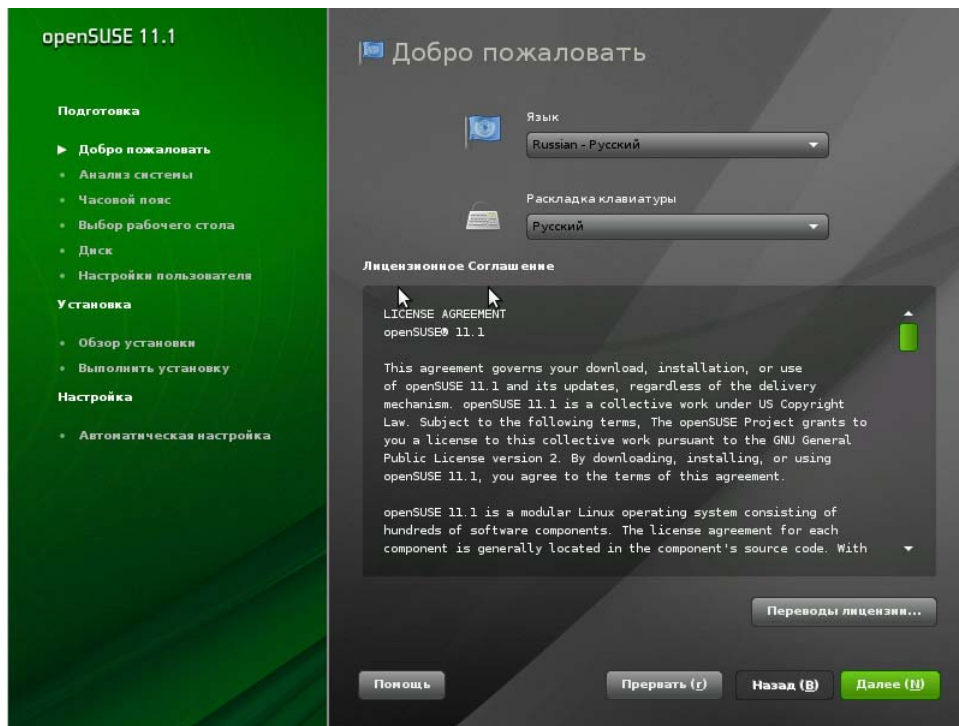 openSUSE 11.1
Подготовка
Добро пожаловать
Анализ системы
Часовой пояс
Выбор рабочего стола
Диск
Настройки пользователя
Установка
Обзор установки
Выполнить установку
Настройка
Автоматическая настройка
Добро пожаловать
Язык
Russian - Русский
Раскладка клавиатуры
Русский
Лицензионное Соглашение
LICENSE AGREEMENT
openSUSE® 11.1
This agreement governs your download, installation, or use
of openSUSE 11.1 and its updates, regardless of the delivery
mechanism. openSUSE 11.1 is a collective work under US Copyright
Law. Subject to the following terms, The openSUSE Project grants to
you a license to this collective work pursuant to the GNU General
Public License version 2. By downloading, installing, or using
openSUSE 11.1, you agree to the terms of this agreement.
openSUSE 11.1 is a modular Linux operating system consisting of
hundreds of software components. The license agreement for each
component is generally located in the component's source code. With
Переводы лицензии...
Помощь
Прервать (r)
Назад (B)
Далее (N)